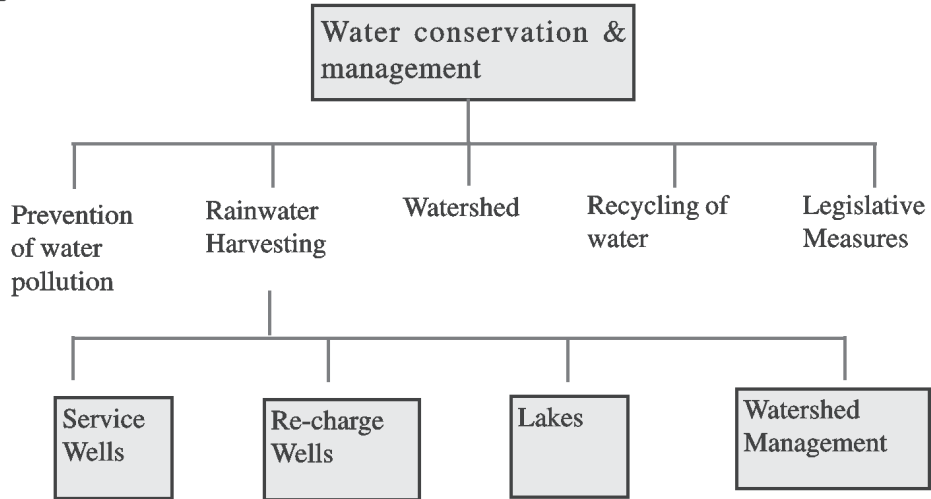 Water conservation &
management
Prevention
of water
pollution
Rainwater
Harvesting
Watershed
Recycling of
water
Legislative
Measures
Service
Wells
Re-charge
Wells
Lakes
Watershed
Management